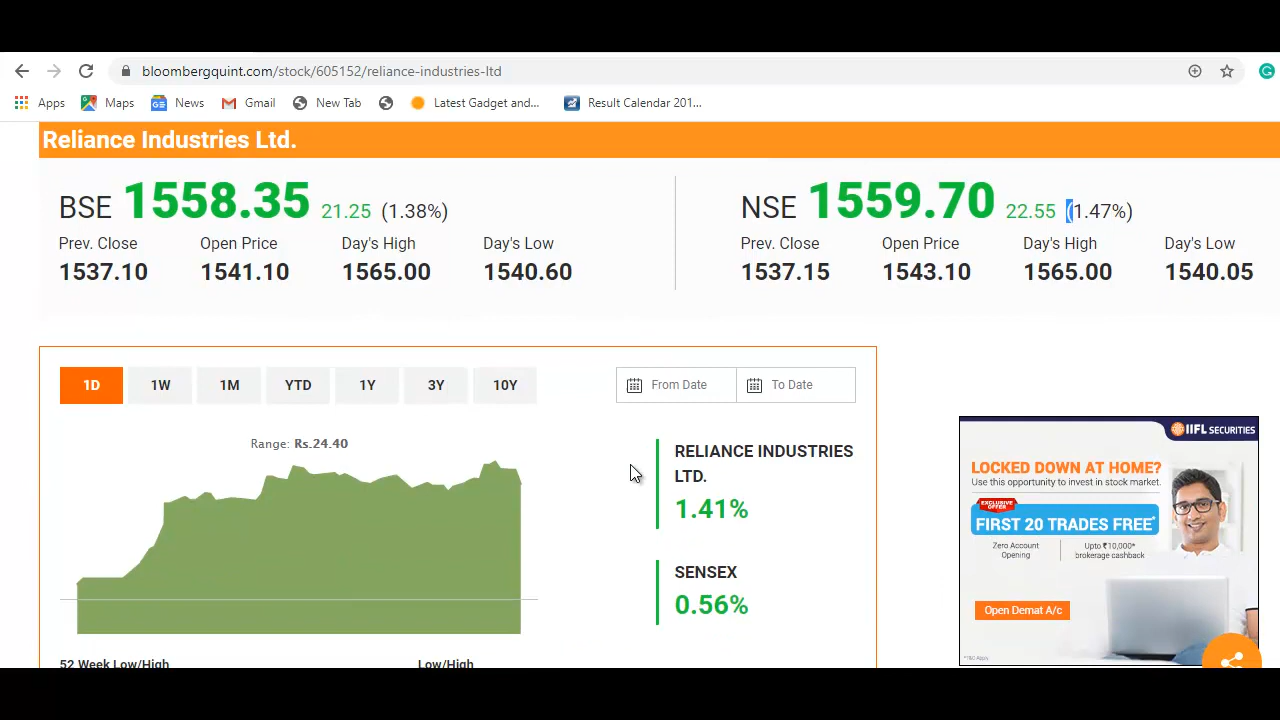 bloombergquint.com/stock/605152/reliance-industries-ltd
Apps Maps News Gmail New Tab Latest Gadget and... Result Calendar 201...
Reliance Industries Ltd.
BSE 1558.35 21.25 (1.38%)
Prev. Close Open Price Day's High Day's Low
1537.10 1541.10 1565.00 1540.60
NSE 1559.70 22.55 (1.47%)
Prev. Close Open Price Day's High Day's Low
1537.15 1543.10 1565.00 1540.05
1D 1W 1M YTD 1Y 3Y 10Y
From Date To Date
Range: Rs.24.40
RELIANCE INDUSTRIES
LTD.
1.41%
SENSEX
0.56%
52 Week Low/High Low/High
IIFL SECURITIES
LOCKED DOWN AT HOME?
Use this opportunity to invest in stock market.
EXCLUSIVE
OFFER
FIRST 20 TRADES FREE*
Zero Account
Opening
Upto ₹10,000*
brokerage cashback
Open Demat A/c
*T&C Apply